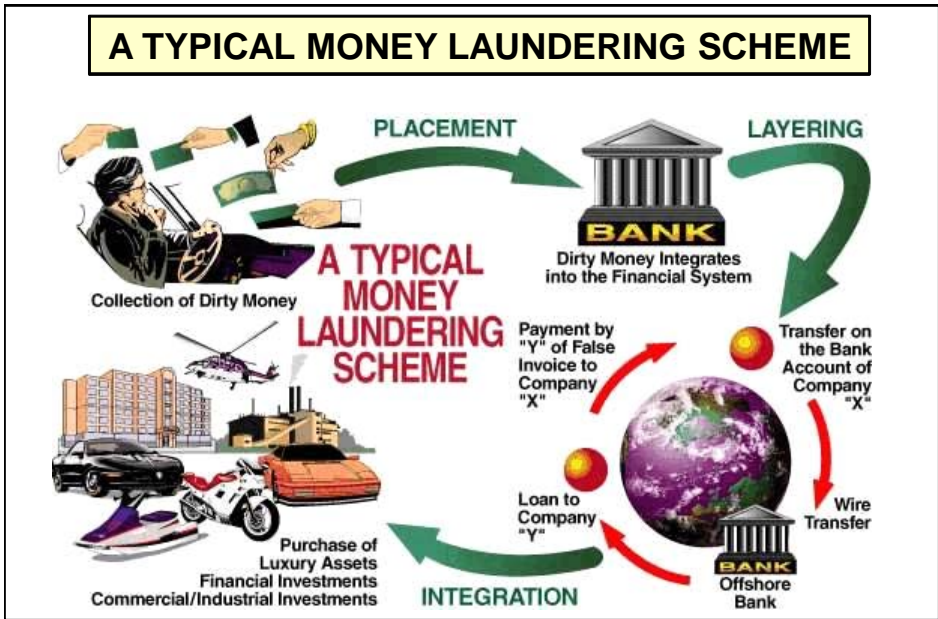 A TYPICAL MONEY LAUNDERING SCHEME
PLACEMENT
LAYERING
BANK
Dirty Money Integrates
into the Financial System
Collection of Dirty Money
A TYPICAL
MONEY
LAUNDERING
SCHEME
Payment by
"Y" of False
Invoice to
Company
"X"
Transfer on
the Bank
Account of
Company
"X"
Loan to
Company
"Y"
Wire
Transfer
BANK
Offshore
Bank
Purchase of
Luxury Assets
Financial Investments
Commercial/Industrial Investments
INTEGRATION